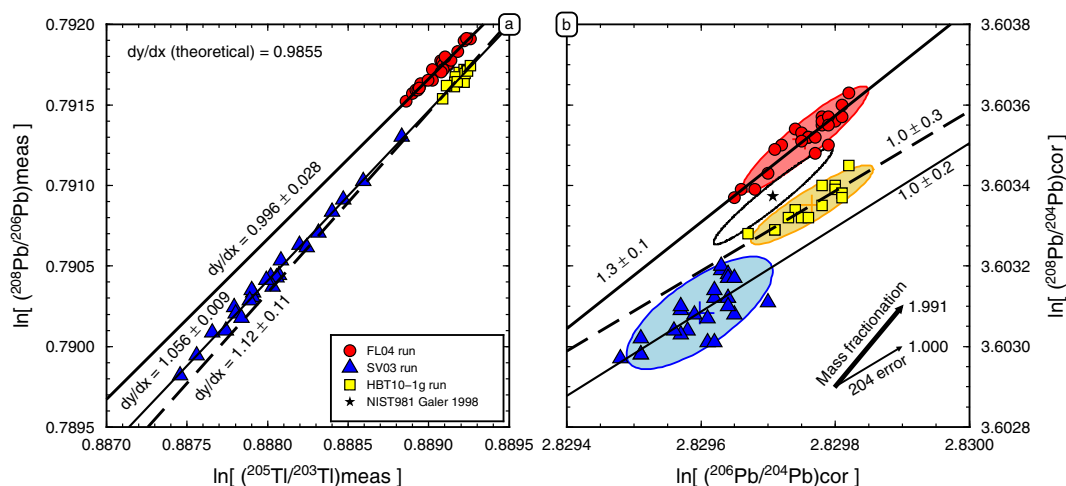 a
b
dy/dx (theoretical) = 0.9855
dy/dx = 0.996 ± 0.028
dy/dx = 1.056 ± 0.009
dy/dx = 1.12 ± 0.11
FL04 run
SV03 run
HBT10−1g run
NIST981 Galer 1998
0.7920
0.7915
0.7910
0.7905
0.7900
0.7895
ln[ (²⁰⁸Pb/²⁰⁶Pb)meas ]
0.8870 0.8875 0.8880 0.8885 0.8890 0.8895
ln[ (²⁰⁵Tl/²⁰³Tl)meas ]
1.3 ± 0.1
1.0 ± 0.3
1.0 ± 0.2
Mass fractionation
1.991
204 error
1.000
3.6038
3.6036
3.6034
3.6032
3.6030
3.6028
ln[ (²⁰⁸Pb/²⁰⁴Pb)cor ]
2.8294 2.8296 2.8298 2.8300
ln[ (²⁰⁶Pb/²⁰⁴Pb)cor ]